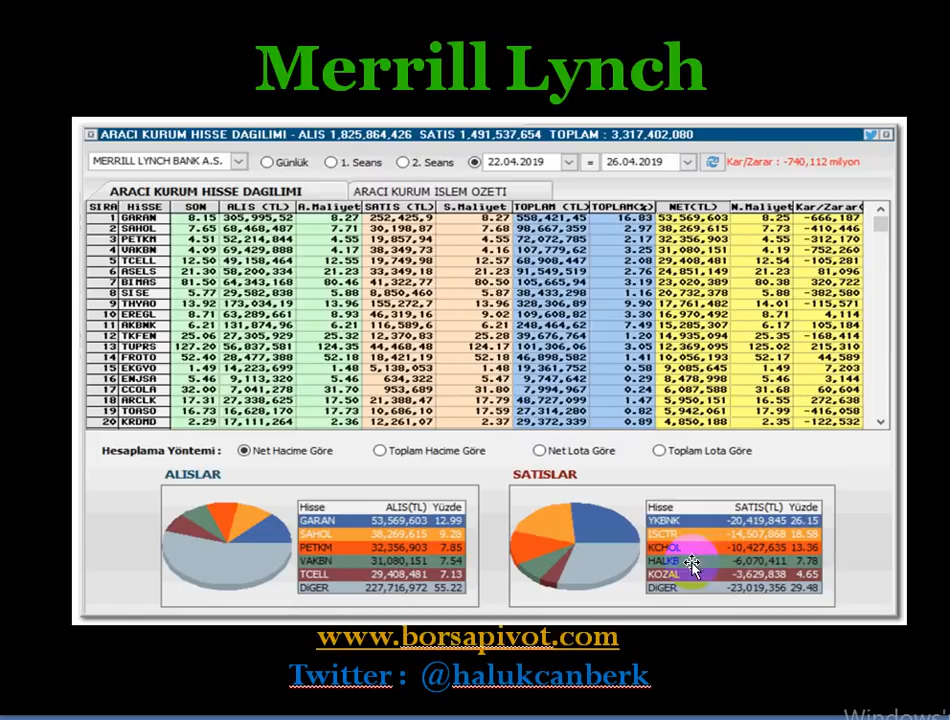 Merrill Lynch
ARACI KURUM HISSE DAGILIMI - ALIS 1,825,864,426 SATIS 1,491,537,654 TOPLAM : 3,317,402,080
MERRILL LYNCH BANK A.S. Günlük 1. Seans 2. Seans 22.04.2019 = 26.04.2019 Kar/Zarar : -740,112 milyon
ARACI KURUM HISSE DAGILIMI ARACI KURUM ISLEM OZETI
SIRA HiSSE SON ALIS (TL) A.Maliyet SATIS (TL) S.Maliyet TOPLAM (TL) TOPLAM(%) NET(TL) N.Maliyet Kar/Zarar(
1 GARAN 8.15 305,995,52 8.27 252,425,9 8.27 558,421,45 16.83 53,569,603 8.25 -666,187
2 SAHOL 7.65 68,468,487 7.71 30,198,87 7.68 98,667,359 2.97 38,269,615 7.73 -410,446
3 PETKM 4.51 52,214,844 4.55 19,857,94 4.55 72,072,785 2.17 32,356,903 4.56 -312,170
4 VAKBN 4.09 69,429,888 4.17 38,349,73 4.16 107,779,62 3.25 31,080,151 4.19 -752,260
5 TCELL 12.50 49,158,464 12.55 19,749,98 12.57 68,908,447 2.08 29,408,481 12.54 -105,281
6 ASELS 21.30 58,200,334 21.23 33,349,18 21.23 91,549,519 2.76 24,851,149 21.23 81,096
7 BIMAS 81.50 64,343,168 80.46 41,322,77 80.50 105,665,94 3.19 23,020,389 80.38 320,722
8 SISE 5.77 29,582,838 5.88 8,850,460 5.87 38,433,298 1.16 20,732,378 5.88 -382,580
9 THYAO 13.92 173,034,19 13.96 155,272,7 13.96 328,306,89 9.90 17,761,482 14.01 -115,571
10 EREGL 8.71 63,289,661 8.93 46,319,16 9.02 109,608,82 3.30 16,970,492 8.71 4,114
11 AKBNK 6.21 131,874,96 6.21 116,589,6 6.21 248,464,62 7.49 15,285,307 6.17 105,184
12 TKFEN 25.06 27,305,929 25.32 12,370,83 25.28 39,676,764 1.20 14,935,094 25.35 -168,414
13 TUPRS 127.20 56,837,581 124.35 44,468,48 124.17 101,306,06 3.05 12,369,095 125.02 215,310
14 FROTO 52.40 28,477,388 52.18 18,421,19 52.18 46,898,582 1.41 10,056,193 52.17 44,589
15 EKGYO 1.49 14,223,699 1.48 5,138,053 1.48 19,361,752 0.58 9,085,645 1.49 7,203
16 ENJSA 5.46 9,113,320 5.46 634,322 5.47 9,747,642 0.29 8,478,998 5.46 3,144
17 CCOLA 32.00 7,041,278 31.70 953,689 31.80 7,994,967 0.24 6,087,588 31.68 60,604
18 ARCLK 17.31 27,338,625 17.50 21,388,47 17.79 48,727,099 1.47 5,950,151 16.55 272,638
19 TOASO 16.73 16,628,170 17.73 10,686,10 17.59 27,314,280 0.82 5,942,061 17.99 -416,058
20 KRDMD 2.29 17,111,264 2.36 12,261,07 2.37 29,372,339 0.89 4,850,188 2.35 -122,532
Hesaplama Yöntemi : Net Hacime Göre Toplam Hacime Göre Net Lota Göre Toplam Lota Göre
ALISLAR
Hisse ALIS(TL) Yüzde
GARAN 53,569,603 12.99
SAHOL 38,269,615 9.28
PETKM 32,356,903 7.85
VAKBN 31,080,151 7.54
TCELL 29,408,481 7.13
DiGER 227,716,972 55.22
SATISLAR
Hisse SATIS(TL) Yüzde
YKBNK -20,419,845 26.15
ISCTR -14,507,868 18.58
KCHOL -10,427,635 13.36
HALKB -6,070,411 7.78
KOZAL -3,629,838 4.65
DiGER -23,019,356 29.48
www.borsapivot.com
Twitter : @halukcanberk
Windows'